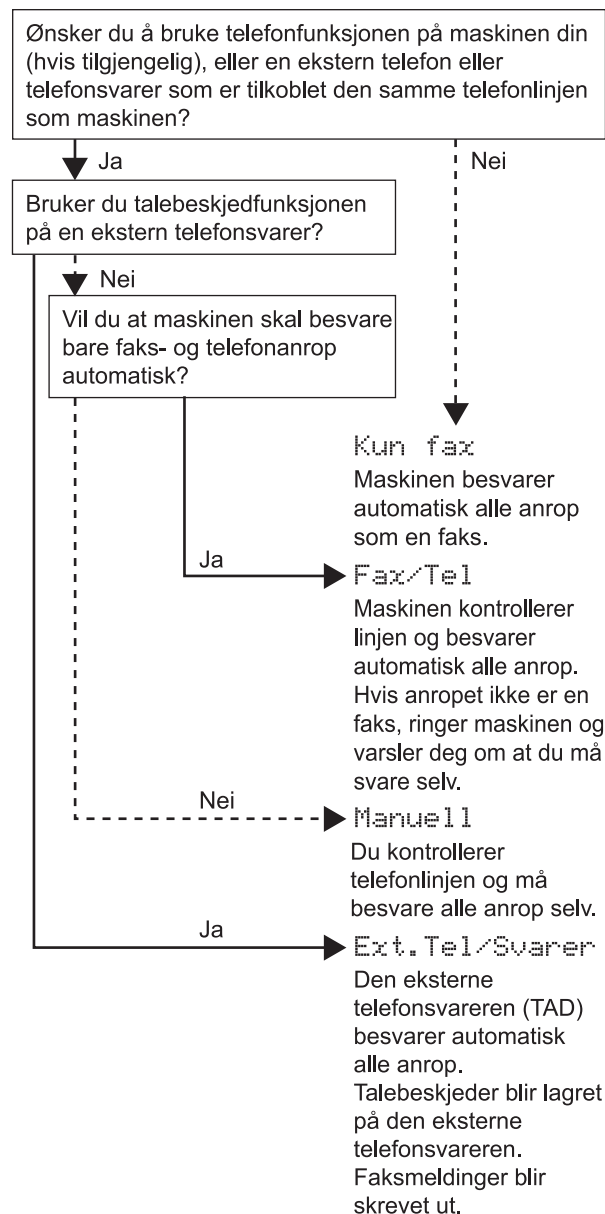 Ønsker du å bruke telefonfunksjonen på maskinen din
(hvis tilgjengelig), eller en ekstern telefon eller
telefonsvarer som er tilkoblet den samme telefonlinjen
som maskinen?
Ja
Nei
Bruker du talebeskjedfunksjonen
på en ekstern telefonsvarer?
Nei
Vil du at maskinen skal besvare
bare faks- og telefonanrop
automatisk?
Kun fax
Maskinen besvarer
automatisk alle anrop
som en faks.
Ja
Fax/Tel
Maskinen kontrollerer
linjen og besvarer
automatisk alle anrop.
Hvis anropet ikke er en
faks, ringer maskinen og
varsler deg om at du må
svare selv.
Nei
Manuell
Du kontrollerer
telefonlinjen og må
besvare alle anrop selv.
Ja
Ext.Tel/Svarer
Den eksterne
telefonsvareren (TAD)
besvarer automatisk
alle anrop.
Talebeskjeder blir lagret
på den eksterne
telefonsvareren.
Faksmeldinger blir
skrevet ut.